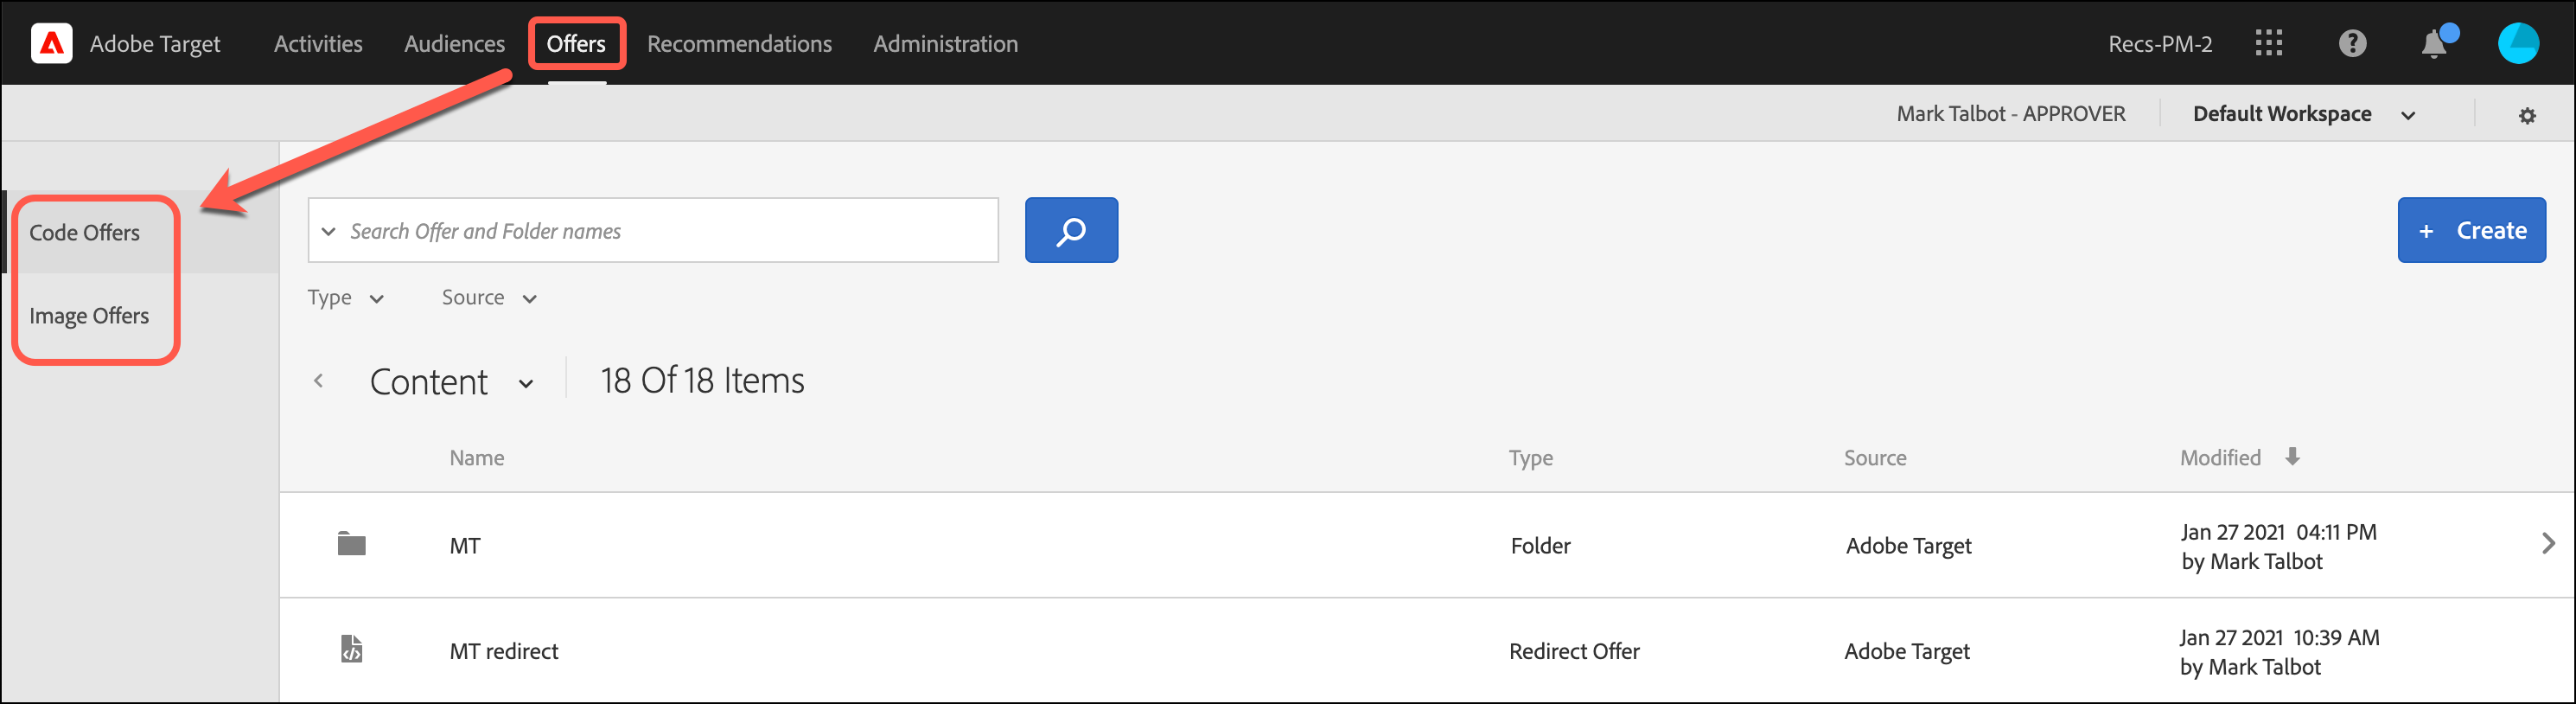 Adobe Target Activities Audiences Offers Recommendations Administration Recs-PM-2
Mark Talbot - APPROVER Default Workspace
Code Offers
Image Offers
Search Offer and Folder names
+ Create
Type Source
Content 18 Of 18 Items
Name Type Source Modified
MT Folder Adobe Target Jan 27 2021 04:11 PM
by Mark Talbot
MT redirect Redirect Offer Adobe Target Jan 27 2021 10:39 AM
by Mark Talbot